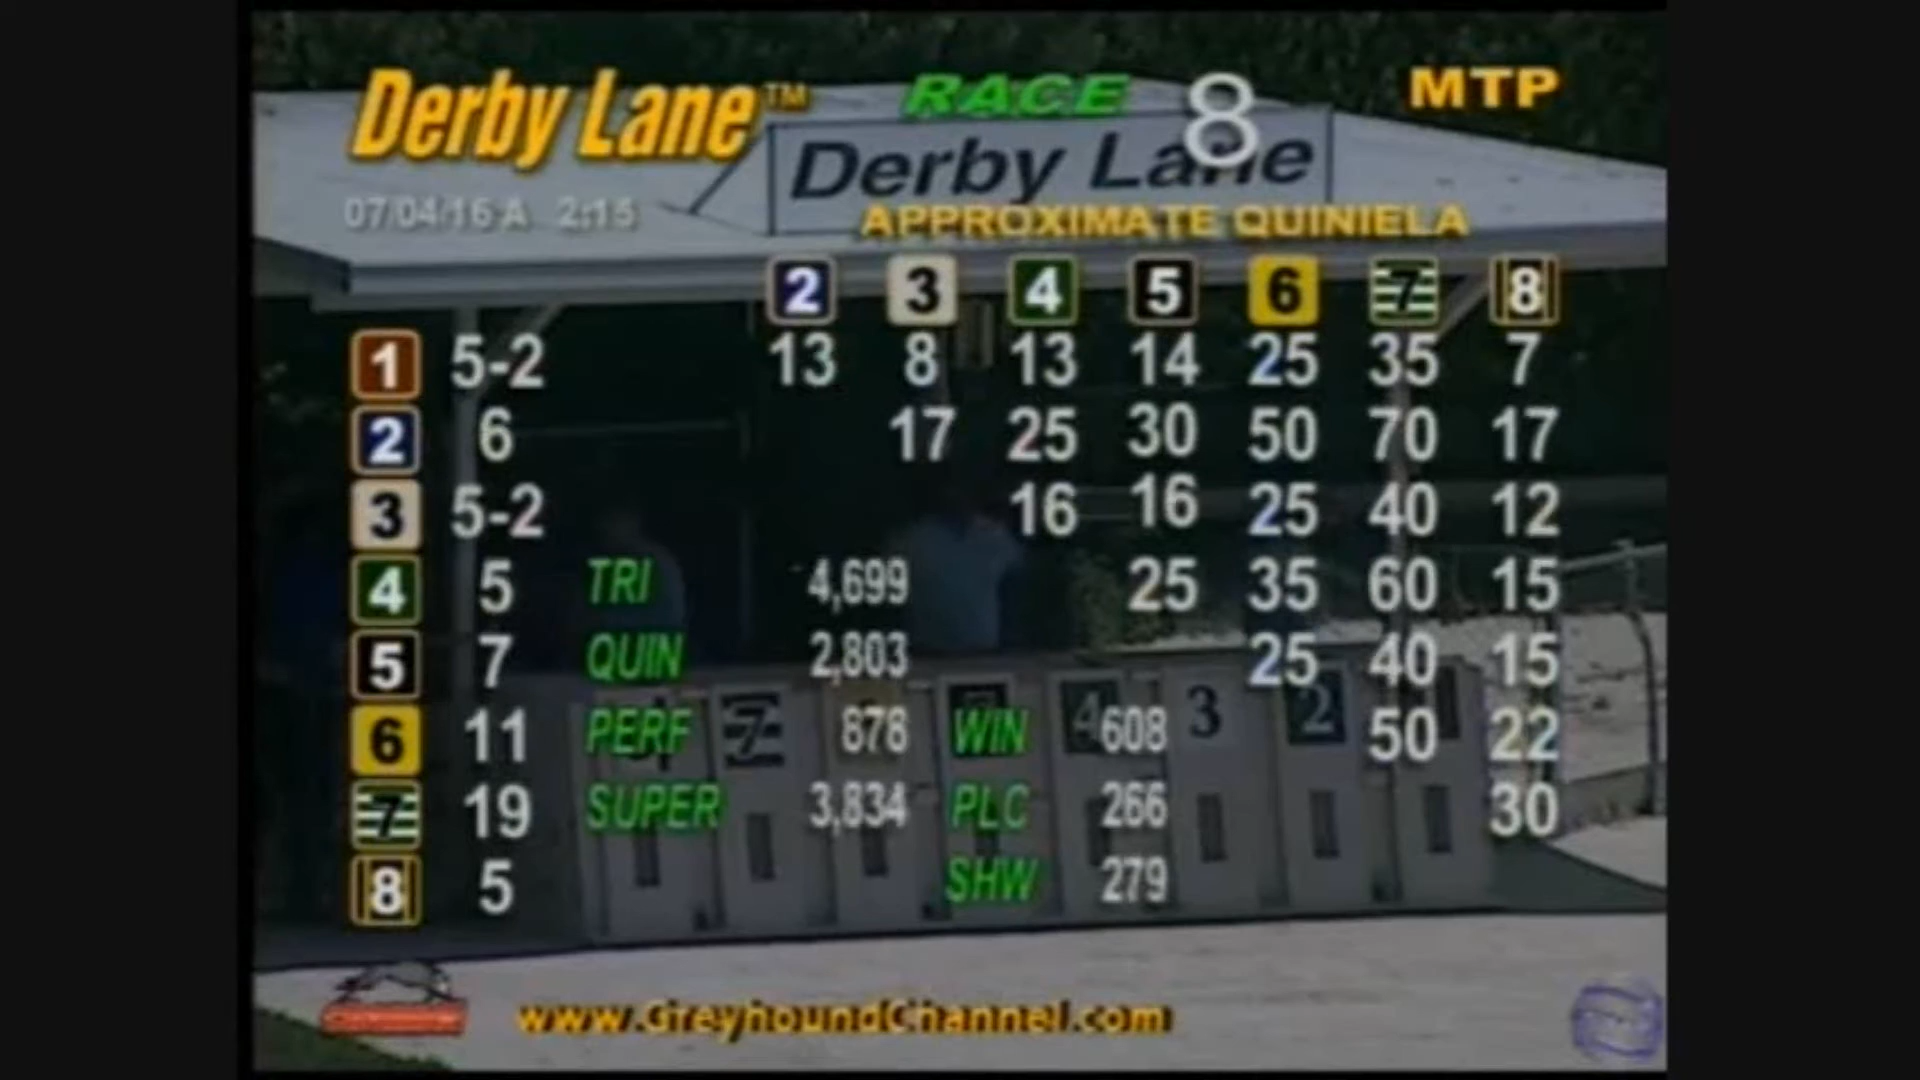 Derby Lane™ RACE 8 MTP
Derby Lane
07/04/16 A 2:15
APPROXIMATE QUINIELA
2 3 4 5 6 7 8
1 5-2 13 8 13 14 25 35 7
2 6 17 25 30 50 70 17
3 5-2 16 16 25 40 12
4 5 TRI 4,699 25 35 60 15
5 7 QUIN 2,803 25 40 15
6 11 PERF 878 WIN 608 50 22
7 19 SUPER 3,834 PLC 266 30
8 5 SHW 279
7 4 3 2
www.GreyhoundChannel.com